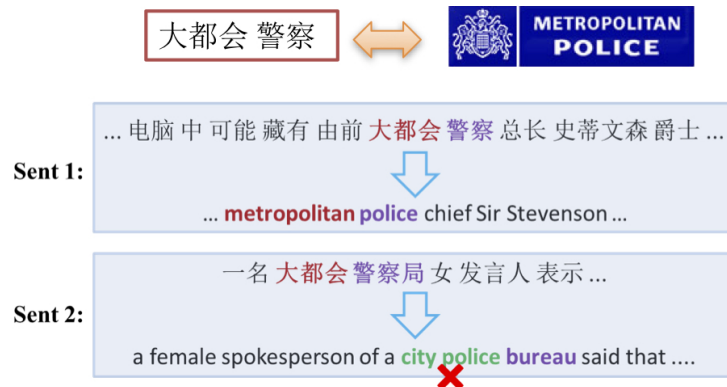 大都会 警察
METROPOLITAN
POLICE
... 电脑 中 可能 藏有 由前 大都会 警察 总长 史蒂文森 爵士 ...
Sent 1:
... metropolitan police chief Sir Stevenson ...
一名 大都会 警察局 女 发言人 表示 ...
Sent 2:
a female spokesperson of a city police bureau said that ....